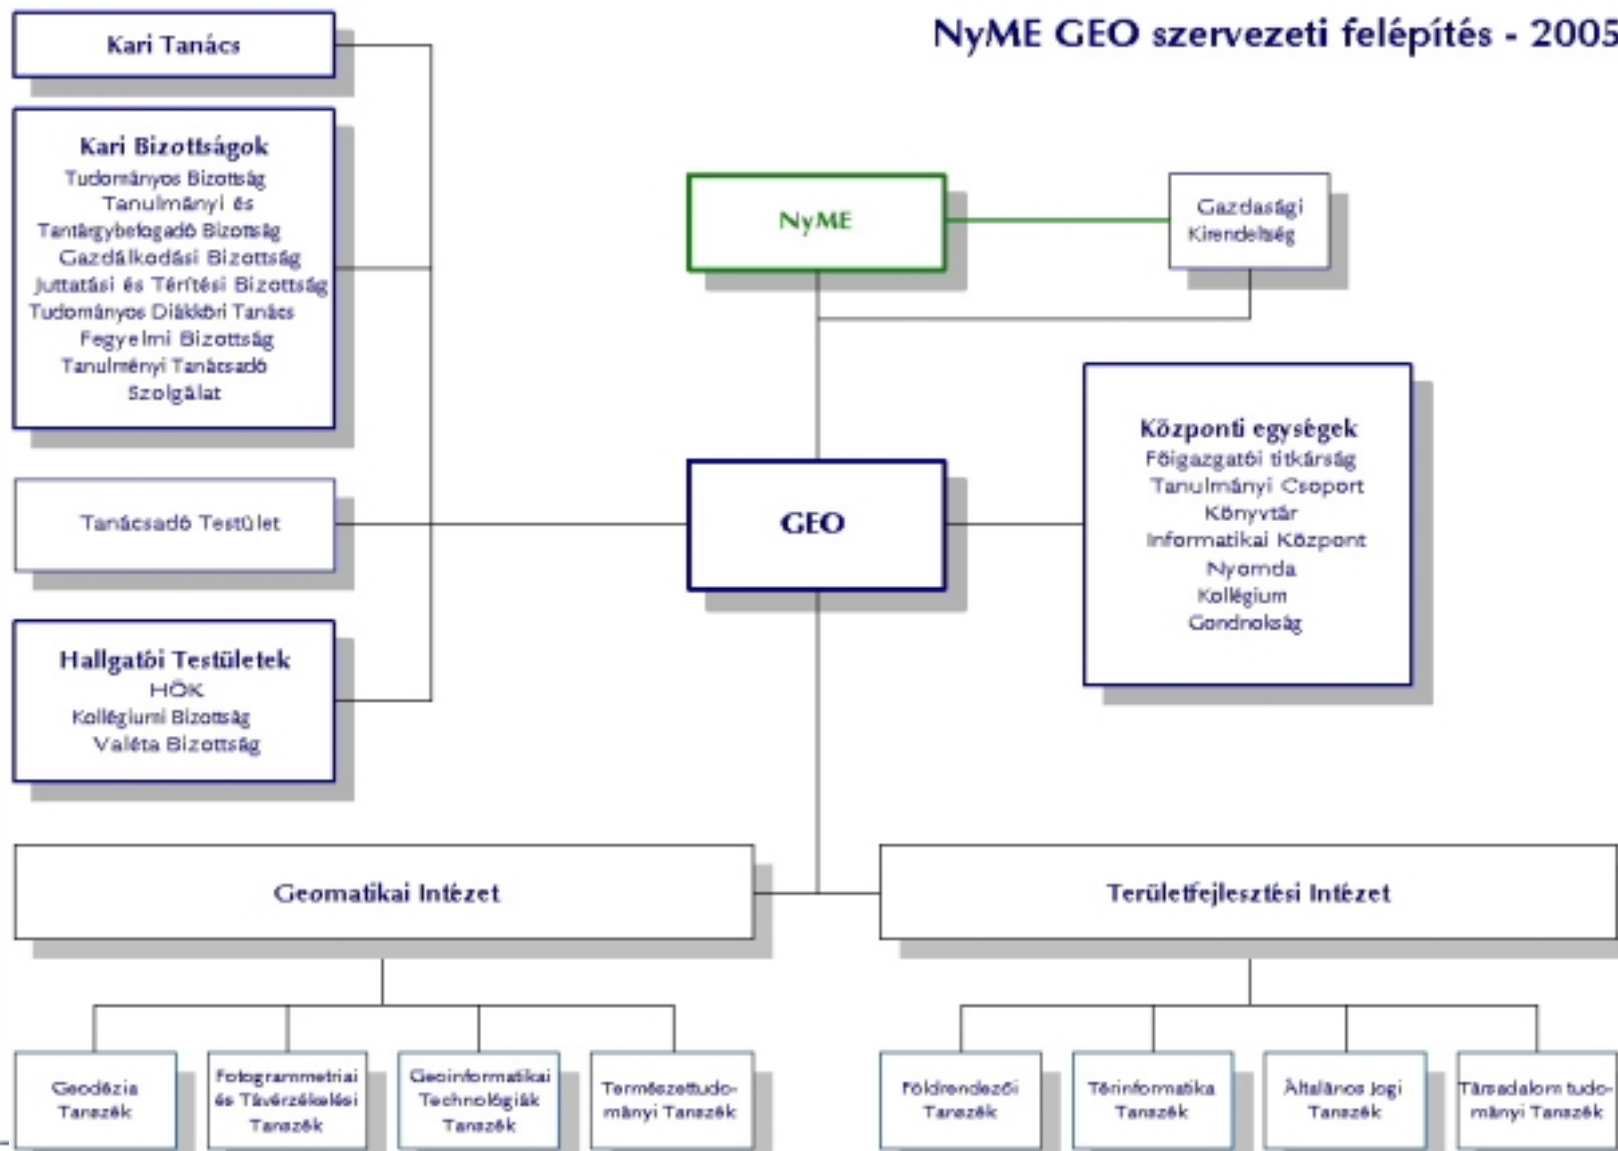 NyME GEO szervezeti felépítés - 2005
Kari Tanács
Kari Bizottságok
Tudományos Bizottság
Tanulmányi és
Tantárgybefogadó Bizottság
Gazdálkodási Bizottság
Juttatási és Térítési Bizottság
Tudományos Diákköri Tanács
Fegyelmi Bizottság
Tanulményi Tanácsadó
Szolgálat
Tanácsadó Testület
Hallgatói Testületek
HÖK
Kollégiumi Bizottság
Valéta Bizottság
NyME
Gazdasági
Kirendeltség
GEO
Központi egységek
Főigazgatói titkárság
Tanulmányi Csoport
Könyvtár
Informatikai Központ
Nyomda
Kollégium
Gondnokság
Geomatikai Intézet
Területfejlesztési Intézet
Geodézia
Tanszék
Fotogrammetriai
és Távérzékelési
Tanszék
Geoinformatikai
Technológiák
Tanszék
Természettudo-
mányi Tanszék
Földrendezői
Tanszék
Térinformatika
Tanszék
Általános Jogi
Tanszék
Társadalom tudo-
mányi Tanszék